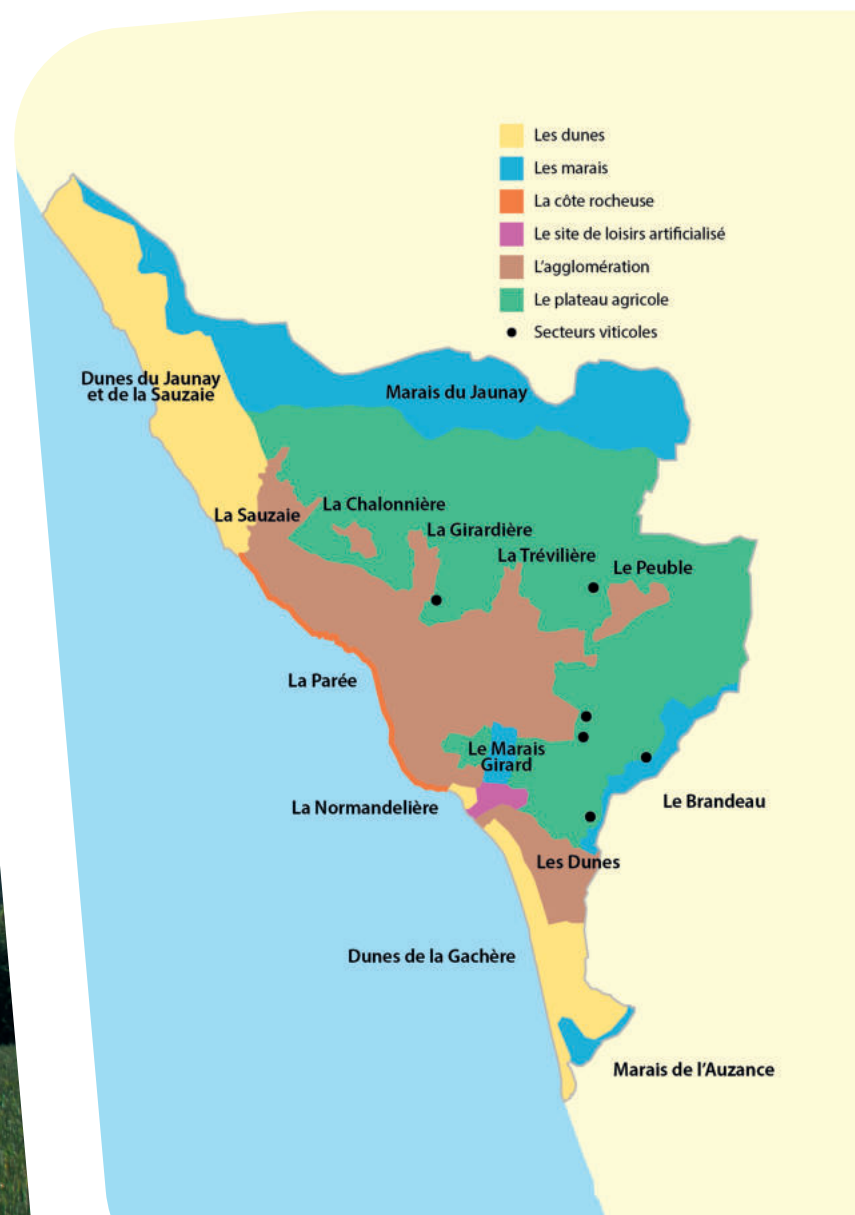 Les dunes
Les marais
La côte rocheuse
Le site de loisirs artificialisé
L'agglomération
Le plateau agricole
Secteurs viticoles
Dunes du Jaunay
et de la Sauzaie
Marais du Jaunay
La Sauzaie
La Chalonnière
La Girardière
La Trévilière
Le Peuble
La Parée
Le Marais
Girard
La Normandelière
Le Brandeau
Les Dunes
Dunes de la Gachère
Marais de l'Auzance